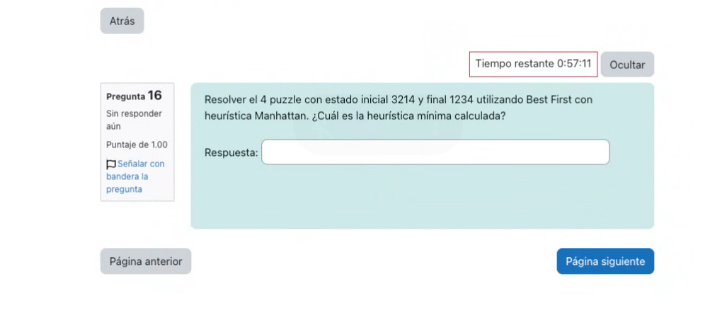 Atrás
Tiempo restante 0:57:11
Ocultar
Pregunta 16
Sin responder
aún
Puntaje de 1.00
Señalar con
bandera la
pregunta
Resolver el 4 puzzle con estado inicial 3214 y final 1234 utilizando Best First con
heurística Manhattan. ¿Cuál es la heurística mínima calculada?
Respuesta:
Página anterior
Página siguiente